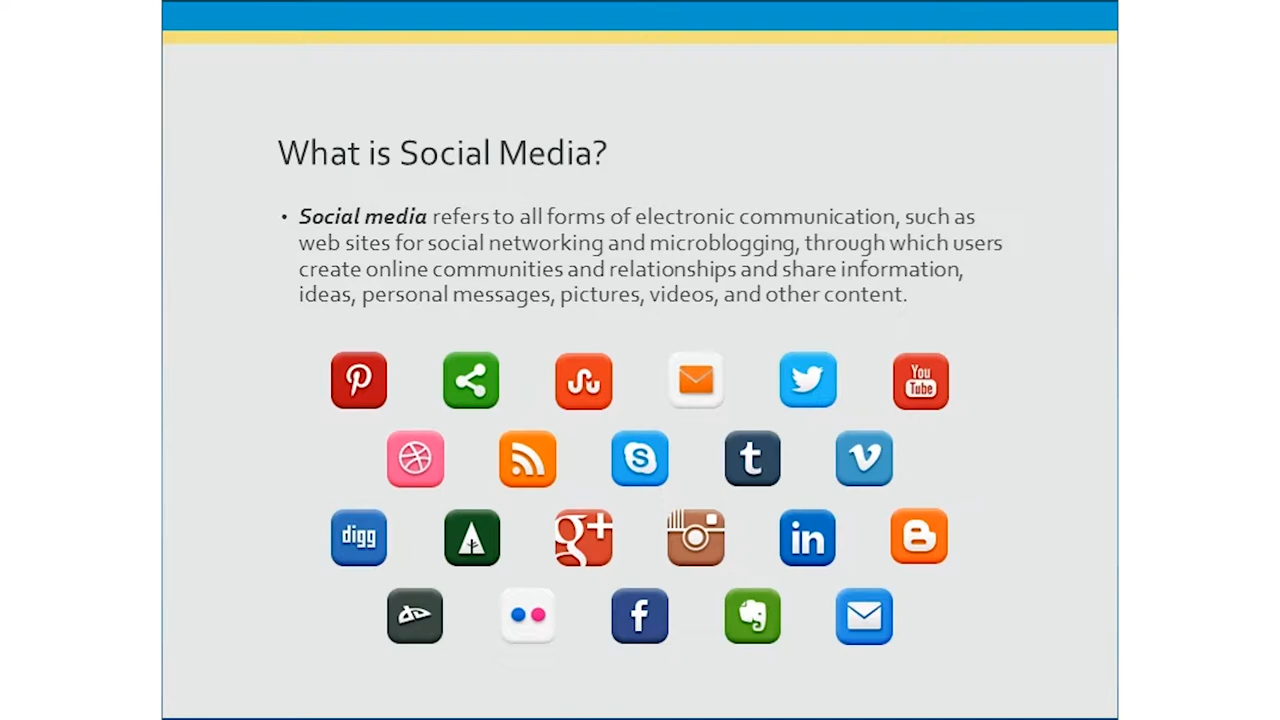 What is Social Media?
• Social media refers to all forms of electronic communication, such as
web sites for social networking and microblogging, through which users
create online communities and relationships and share information,
ideas, personal messages, pictures, videos, and other content.
You
Tube
t
digg
g+
in
f